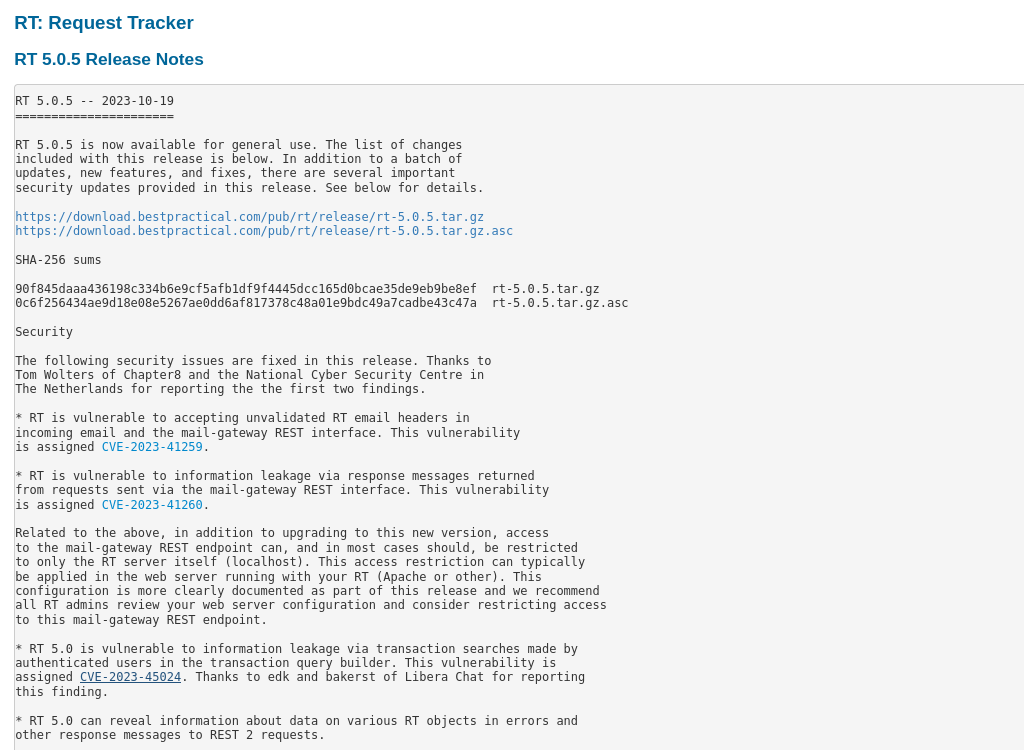 RT: Request Tracker
RT 5.0.5 Release Notes
RT 5.0.5 -- 2023-10-19
======================
RT 5.0.5 is now available for general use. The list of changes
included with this release is below. In addition to a batch of
updates, new features, and fixes, there are several important
security updates provided in this release. See below for details.
https://download.bestpractical.com/pub/rt/release/rt-5.0.5.tar.gz
https://download.bestpractical.com/pub/rt/release/rt-5.0.5.tar.gz.asc
SHA-256 sums
90f845daaa436198c334b6e9cf5afb1df9f4445dcc165d0bcae35de9eb9be8ef  rt-5.0.5.tar.gz
0c6f256434ae9d18e08e5267ae0dd6af817378c48a01e9bdc49a7cadbe43c47a  rt-5.0.5.tar.gz.asc
Security
The following security issues are fixed in this release. Thanks to
Tom Wolters of Chapter8 and the National Cyber Security Centre in
The Netherlands for reporting the the first two findings.
* RT is vulnerable to accepting unvalidated RT email headers in
incoming email and the mail-gateway REST interface. This vulnerability
is assigned CVE-2023-41259.
* RT is vulnerable to information leakage via response messages returned
from requests sent via the mail-gateway REST interface. This vulnerability
is assigned CVE-2023-41260.
Related to the above, in addition to upgrading to this new version, access
to the mail-gateway REST endpoint can, and in most cases should, be restricted
to only the RT server itself (localhost). This access restriction can typically
be applied in the web server running with your RT (Apache or other). This
configuration is more clearly documented as part of this release and we recommend
all RT admins review your web server configuration and consider restricting access
to this mail-gateway REST endpoint.
* RT 5.0 is vulnerable to information leakage via transaction searches made by
authenticated users in the transaction query builder. This vulnerability is
assigned CVE-2023-45024. Thanks to edk and bakerst of Libera Chat for reporting
this finding.
* RT 5.0 can reveal information about data on various RT objects in errors and
other response messages to REST 2 requests.